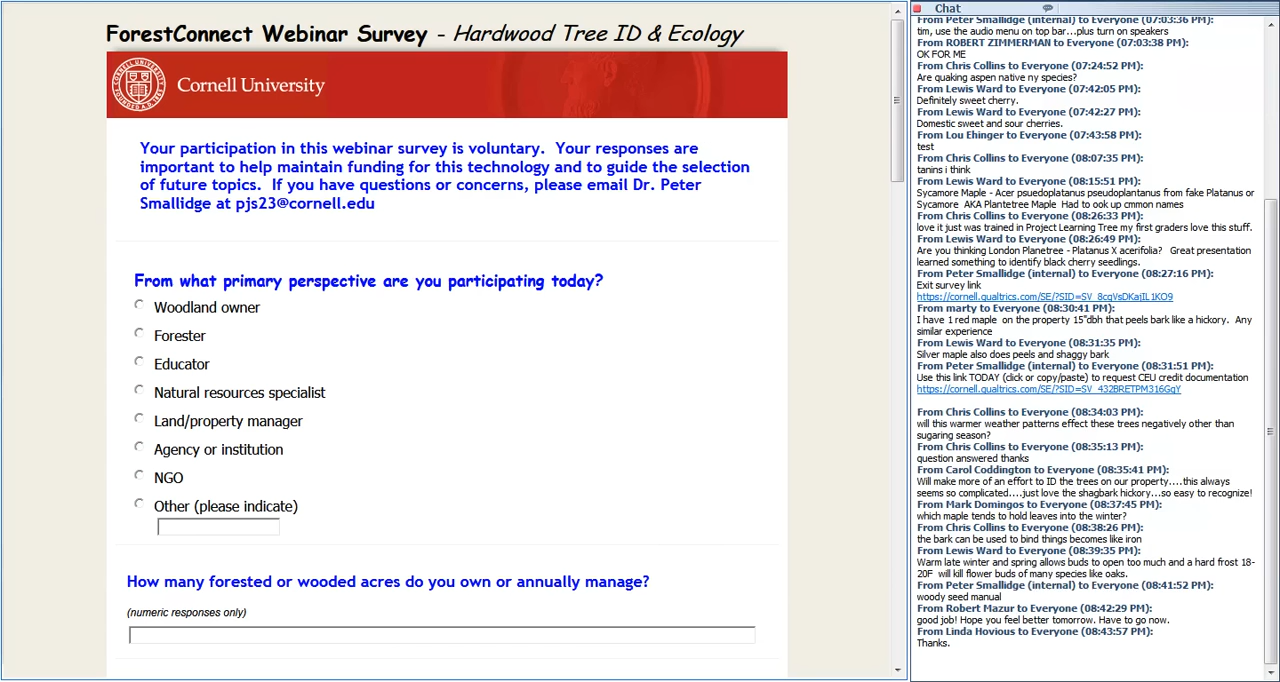 ForestConnect Webinar Survey - Hardwood Tree ID & Ecology
Cornell University
Your participation in this webinar survey is voluntary.  Your responses are
important to help maintain funding for this technology and to guide the selection
of future topics.  If you have questions or concerns, please email Dr. Peter
Smallidge at pjs23@cornell.edu
From what primary perspective are you participating today?
Woodland owner
Forester
Educator
Natural resources specialist
Land/property manager
Agency or institution
NGO
Other (please indicate)
How many forested or wooded acres do you own or annually manage?
(numeric responses only)
Chat
From Peter Smallidge (internal) to Everyone (07:03:36 PM):
tim, use the audio menu on top bar...plus turn on speakers
From ROBERT ZIMMERMAN to Everyone (07:03:38 PM):
OK FOR ME
From Chris Collins to Everyone (07:24:52 PM):
Are quaking aspen native ny species?
From Lewis Ward to Everyone (07:42:05 PM):
Definitely sweet cherry.
From Lewis Ward to Everyone (07:42:27 PM):
Domestic sweet and sour cherries.
From Lou Ehinger to Everyone (07:43:58 PM):
test
From Chris Collins to Everyone (08:07:35 PM):
tanins i think
From Lewis Ward to Everyone (08:15:51 PM):
Sycamore Maple - Acer psuedoplatanus pseudoplantanus from fake Platanus or
Sycamore  AKA Plantetree Maple  Had to ook up cmmon names
From Chris Collins to Everyone (08:26:33 PM):
love it just was trained in Project Learning Tree my first graders love this stuff.
From Lewis Ward to Everyone (08:26:49 PM):
Are you thinking London Planetree - Platanus X acerifolia?   Great presentation
learned something to identify black cherry seedlings.
From Peter Smallidge (internal) to Everyone (08:27:16 PM):
Exit survey link
https://cornell.qualtrics.com/SE/?SID=SV_8cgVsDKajIL1KO9
From marty to Everyone (08:30:41 PM):
I have 1 red maple  on the property 15"dbh that peels bark like a hickory.  Any
similar experience
From Lewis Ward to Everyone (08:31:35 PM):
Silver maple also does peels and shaggy bark
From Peter Smallidge (internal) to Everyone (08:31:51 PM):
Use this link TODAY (click or copy/paste) to request CEU credit documentation
https://cornell.qualtrics.com/SE/?SID=SV_432BRETPM316GqY
From Chris Collins to Everyone (08:34:03 PM):
will this warmer weather patterns effect these trees negatively other than
sugaring season?
From Chris Collins to Everyone (08:35:13 PM):
question answered thanks
From Carol Coddington to Everyone (08:35:41 PM):
Will make more of an effort to ID the trees on our property....this always
seems so complicated....just love the shagbark hickory...so easy to recognize!
From Mark Domingos to Everyone (08:37:45 PM):
which maple tends to hold leaves into the winter?
From Chris Collins to Everyone (08:38:26 PM):
the bark can be used to bind things becomes like iron
From Lewis Ward to Everyone (08:39:35 PM):
Warm late winter and spring allows buds to open too much and a hard frost 18-
20F  will kill flower buds of many species like oaks.
From Peter Smallidge (internal) to Everyone (08:41:52 PM):
woody seed manual
From Robert Mazur to Everyone (08:42:29 PM):
good job! Hope you feel better tomorrow. Have to go now.
From Linda Hovious to Everyone (08:43:57 PM):
Thanks.